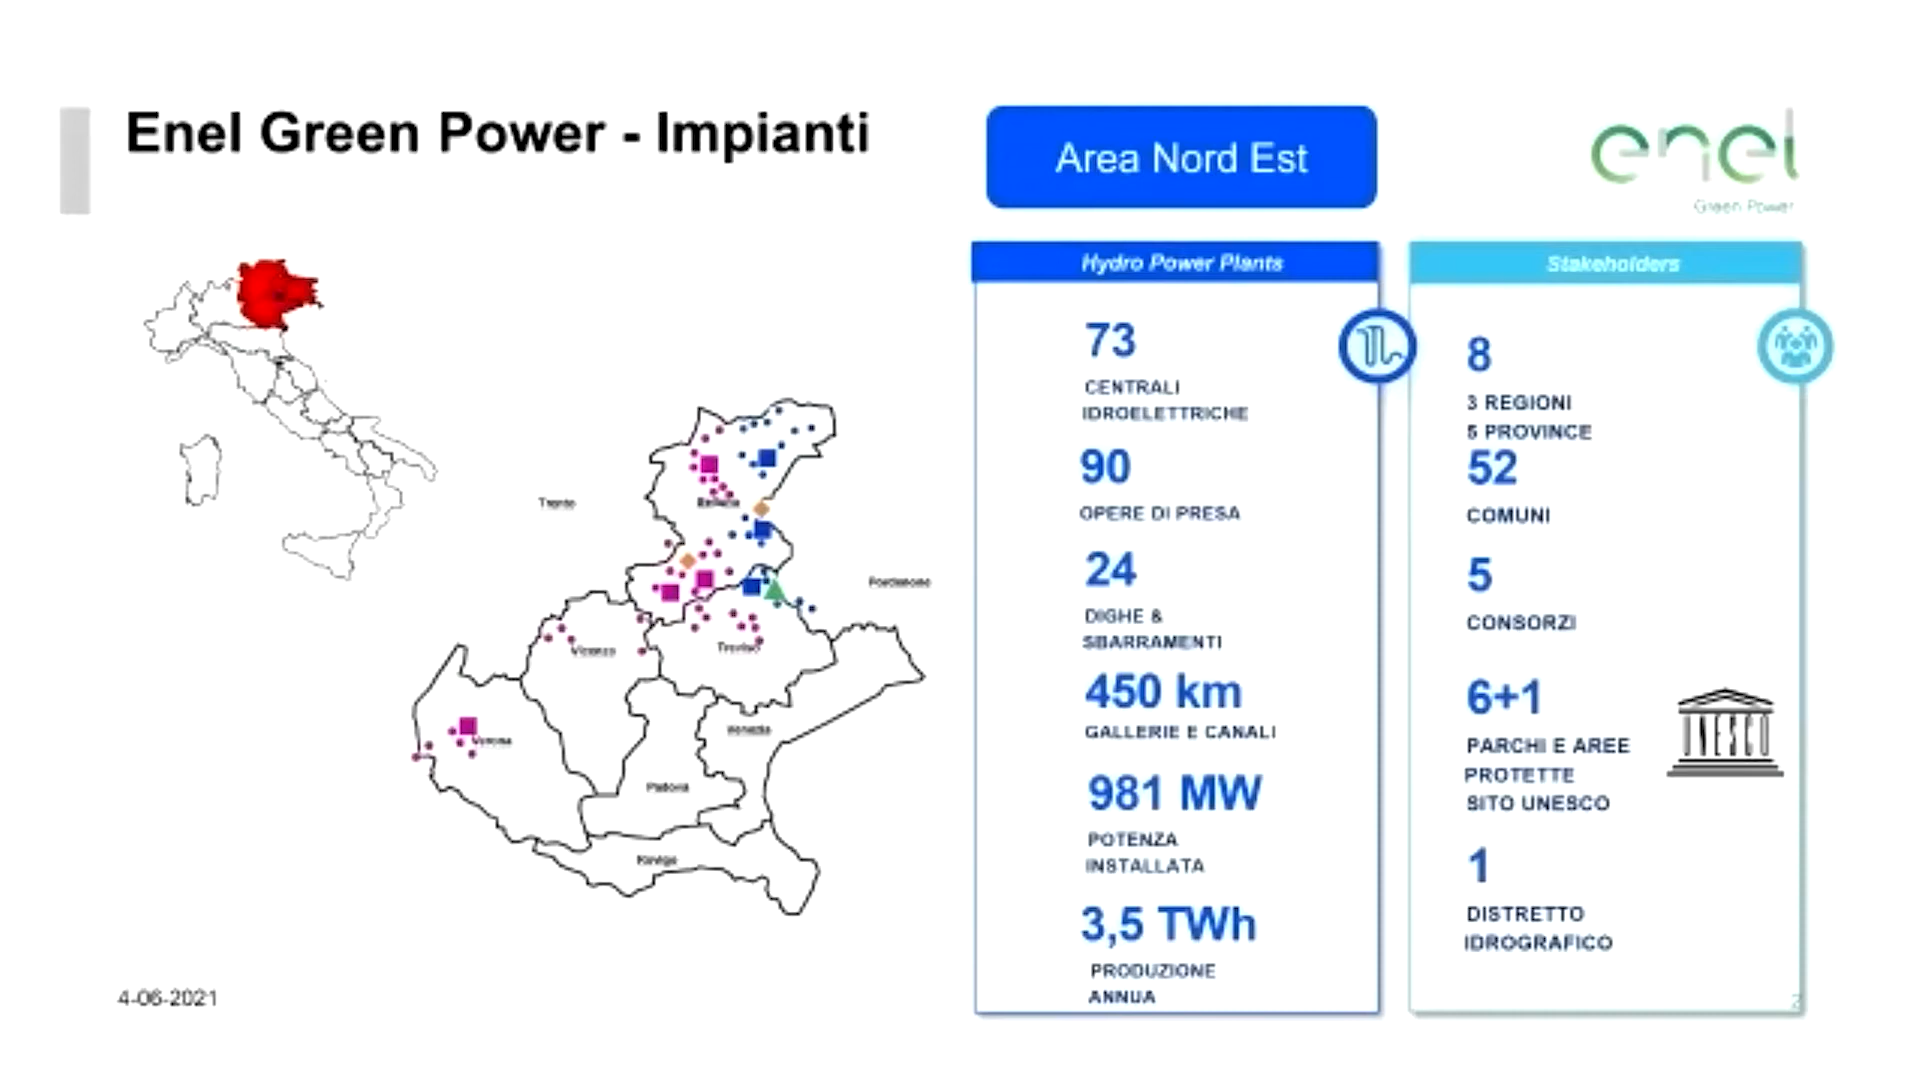 Enel Green Power - Impianti
Area Nord Est
enel
Green Power
Hydro Power Plants
73
CENTRALI
IDROELETTRICHE
90
OPERE DI PRESA
24
DIGHE &
SBARRAMENTI
450 km
GALLERIE E CANALI
981 MW
POTENZA
INSTALLATA
3,5 TWh
PRODUZIONE
ANNUA
Stakeholders
8
3 REGIONI
5 PROVINCE
52
COMUNI
5
CONSORZI
6+1
PARCHI E AREE
PROTETTE
SITO UNESCO
UNESCO
1
DISTRETTO
IDROGRAFICO
Trento
Belluno
Pordenone
Vicenza
Treviso
Verona
Venezia
Padova
Rovigo
4-06-2021
2